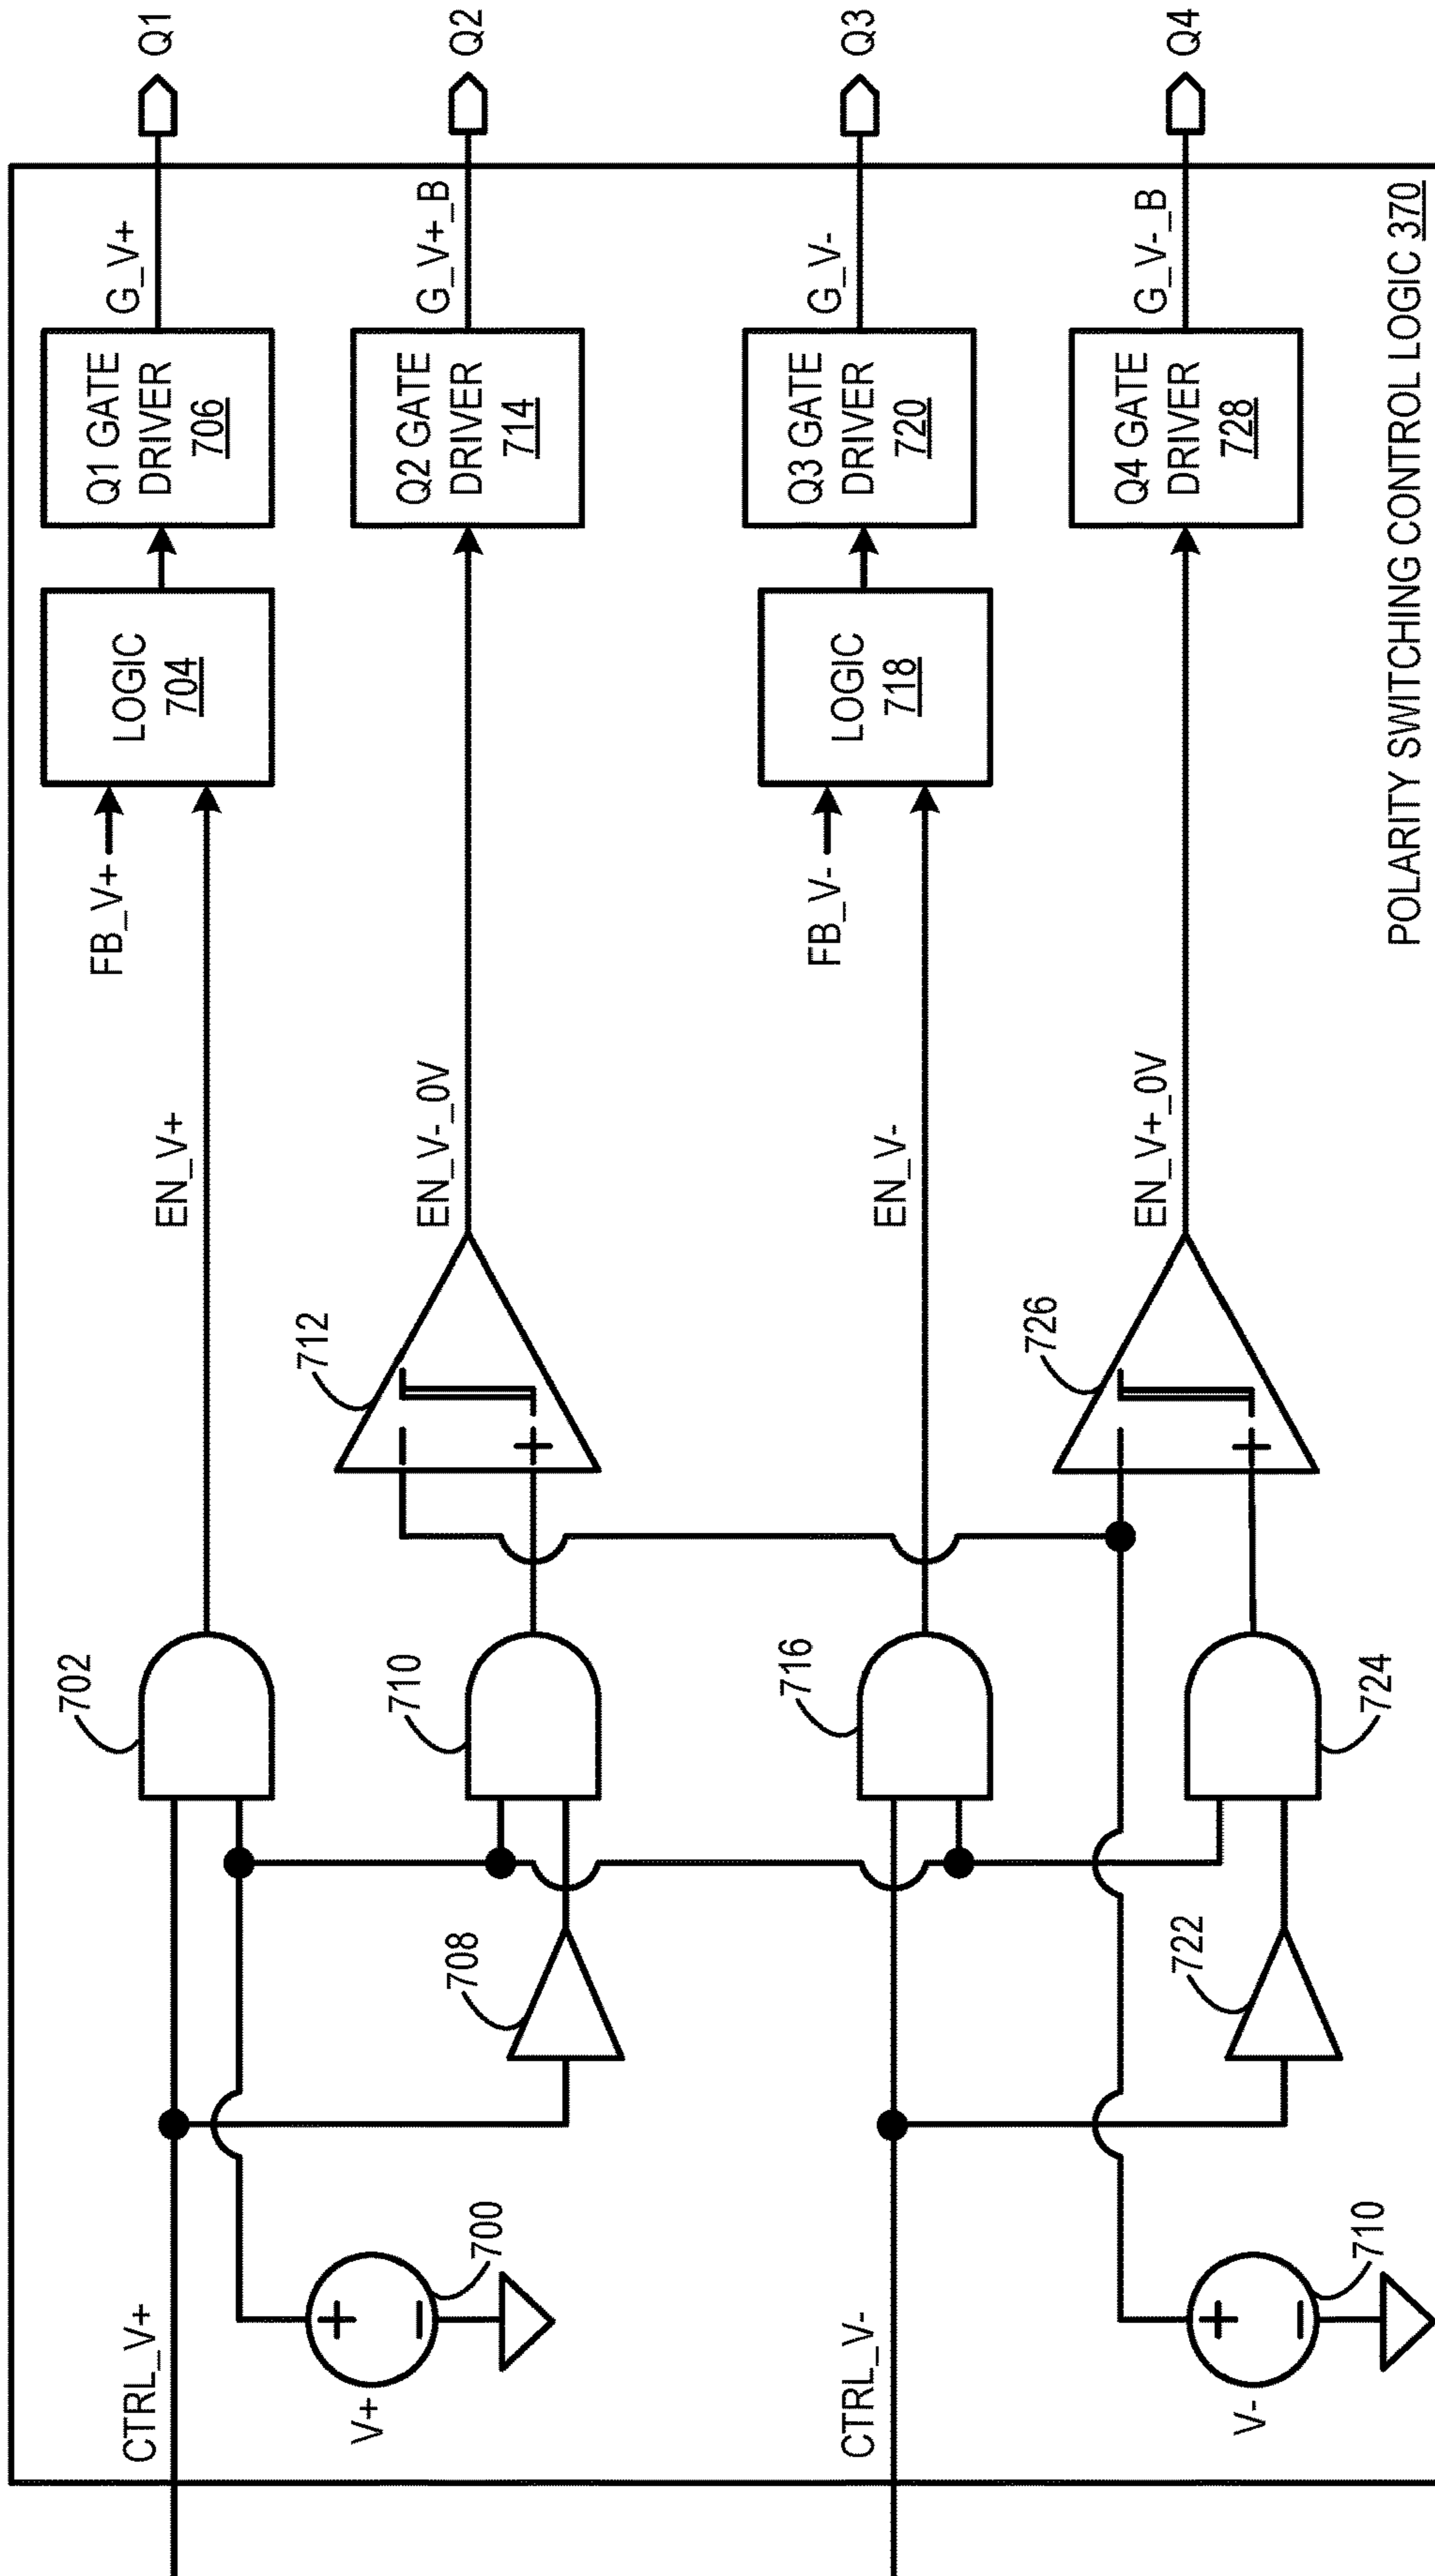 CTRL_V+
V+
700
702
EN_V+
FB_V+
LOGIC
704
Q1 GATE
DRIVER
706
G_V+
Q1
708
710
712
EN_V-_0V
Q2 GATE
DRIVER
714
G_V+_B
Q2
CTRL_V-
716
EN_V-
FB_V-
LOGIC
718
Q3 GATE
DRIVER
720
G_V-
Q3
V-
710
722
724
726
EN_V+_0V
Q4 GATE
DRIVER
728
G_V-_B
Q4
POLARITY SWITCHING CONTROL LOGIC 370
+
−
+
−
−
+
−
+